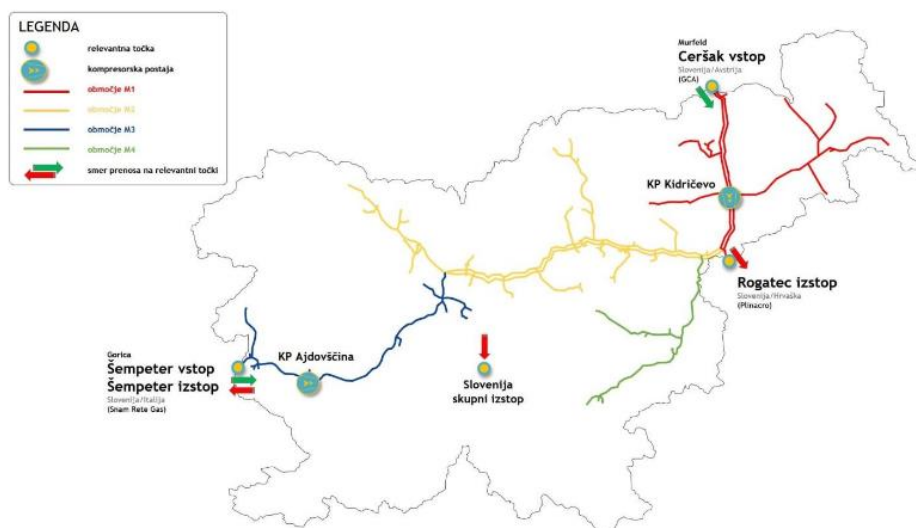 LEGENDA
relevantna točka
kompresorska postaja
območje M1
območje M2
območje M3
območje M4
smer prenosa na relevantni točki
Murfeld
Ceršak vstop
Slovenija/Avstrija
(GCA)
KP Kidričevo
Rogatec izstop
Slovenija/Hrvaška
(Plinacro)
Gorica
Šempeter vstop
Šempeter izstop
Slovenija/Italija
(Snam Rete Gas)
KP Ajdovščina
Slovenija
skupni izstop